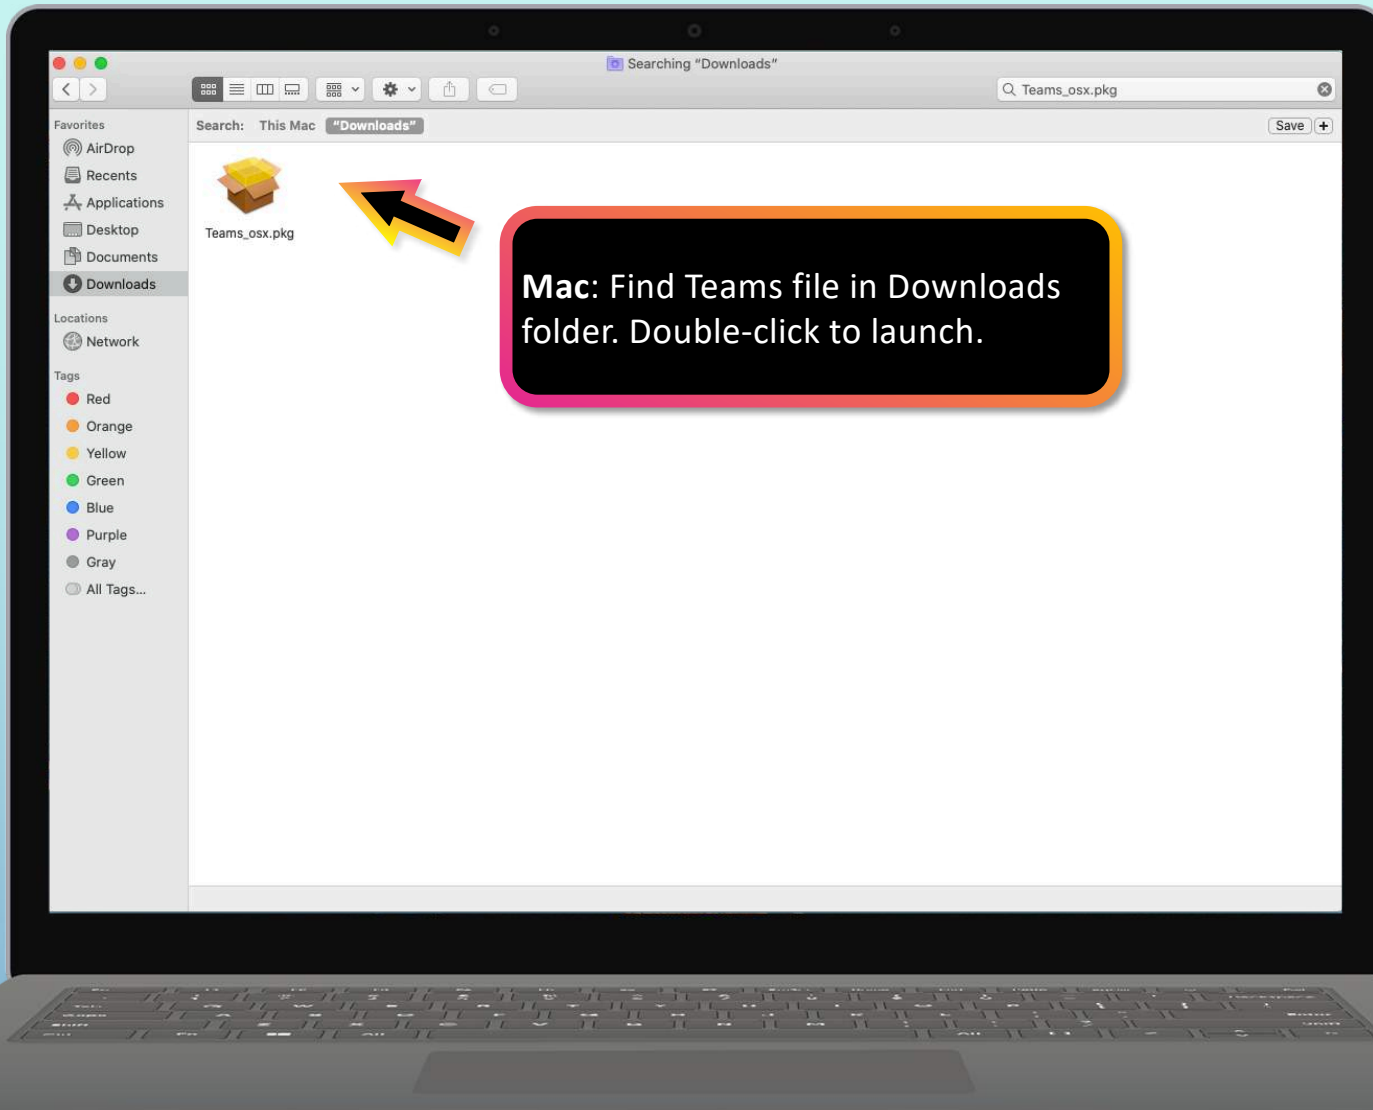 Searching “Downloads”
Teams_osx.pkg
Favorites
Search: This Mac “Downloads”
Save +
AirDrop
Recents
Applications
Desktop
Documents
Downloads
Teams_osx.pkg
Mac: Find Teams file in Downloads
folder. Double-click to launch.
Locations
Network
Tags
Red
Orange
Yellow
Green
Blue
Purple
Gray
All Tags...